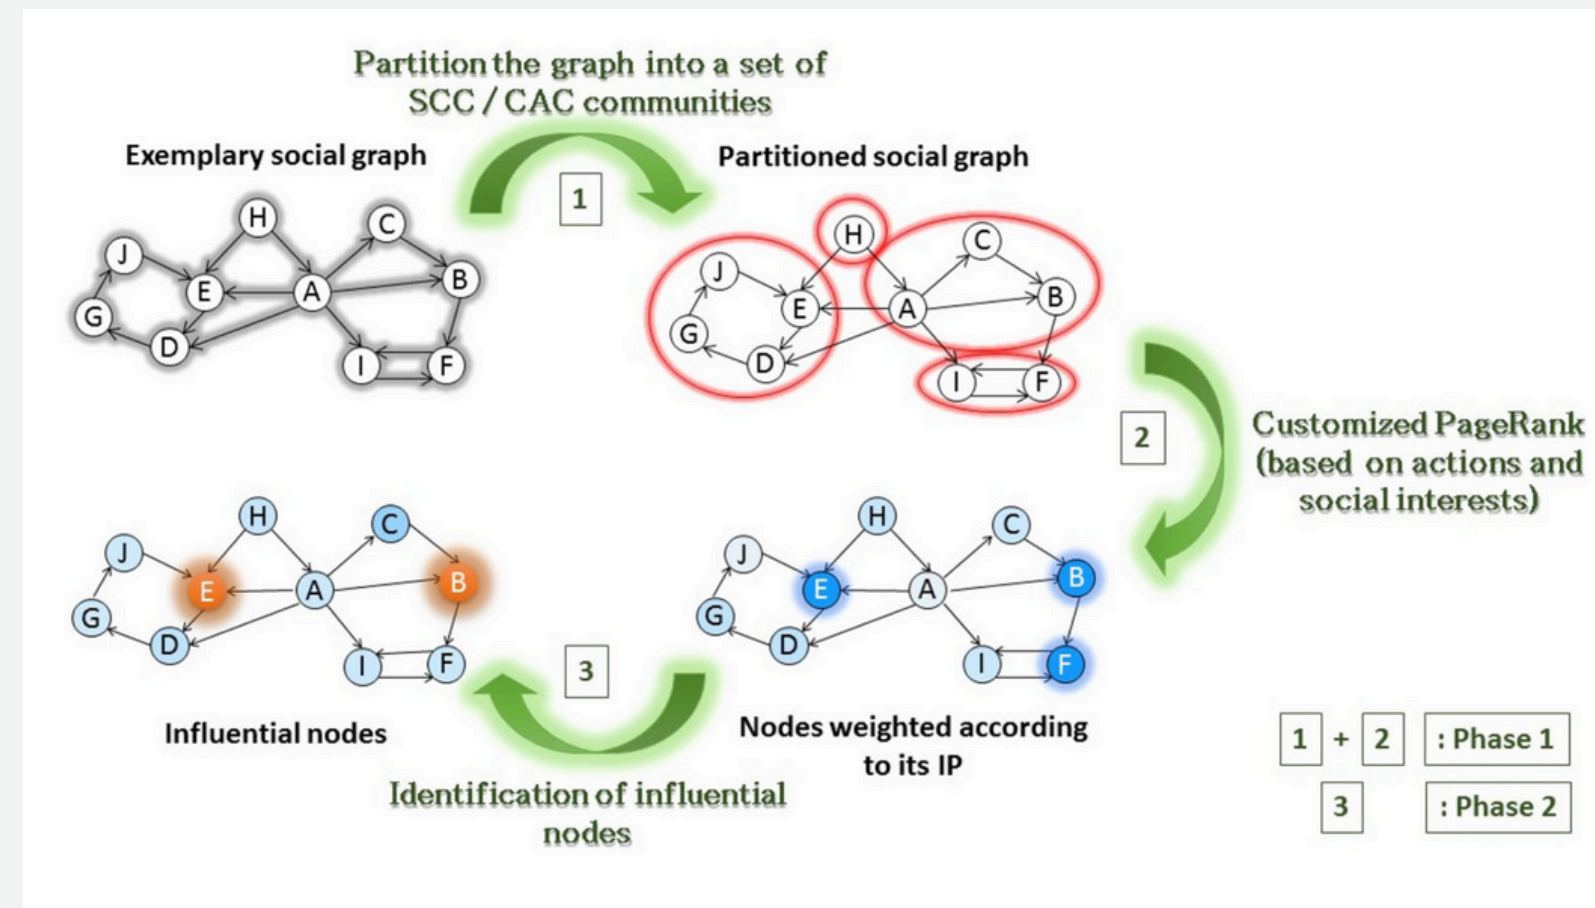 Partition the graph into a set of
SCC / CAC communities
Exemplary social graph
1
Partitioned social graph
H
C
J
E
A
B
G
D
I
F
H
C
J
E
A
B
G
D
I
F
2
Customized PageRank
(based on actions and
social interests)
H
C
J
E
A
B
G
D
I
F
H
C
J
E
A
B
G
D
I
F
3
Influential nodes
Nodes weighted according
to its IP
Identification of influential
nodes
1 + 2 : Phase 1
3 : Phase 2